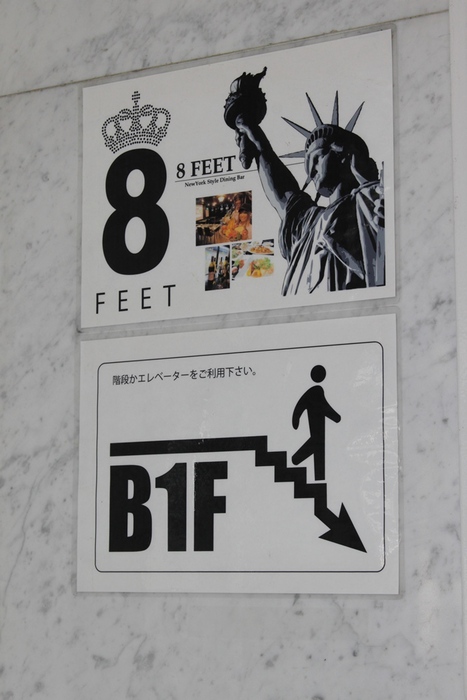 8
FEET
8 FEET
NewYork Style Dining Bar
階段かエレベーターをご利用下さい。
B1F